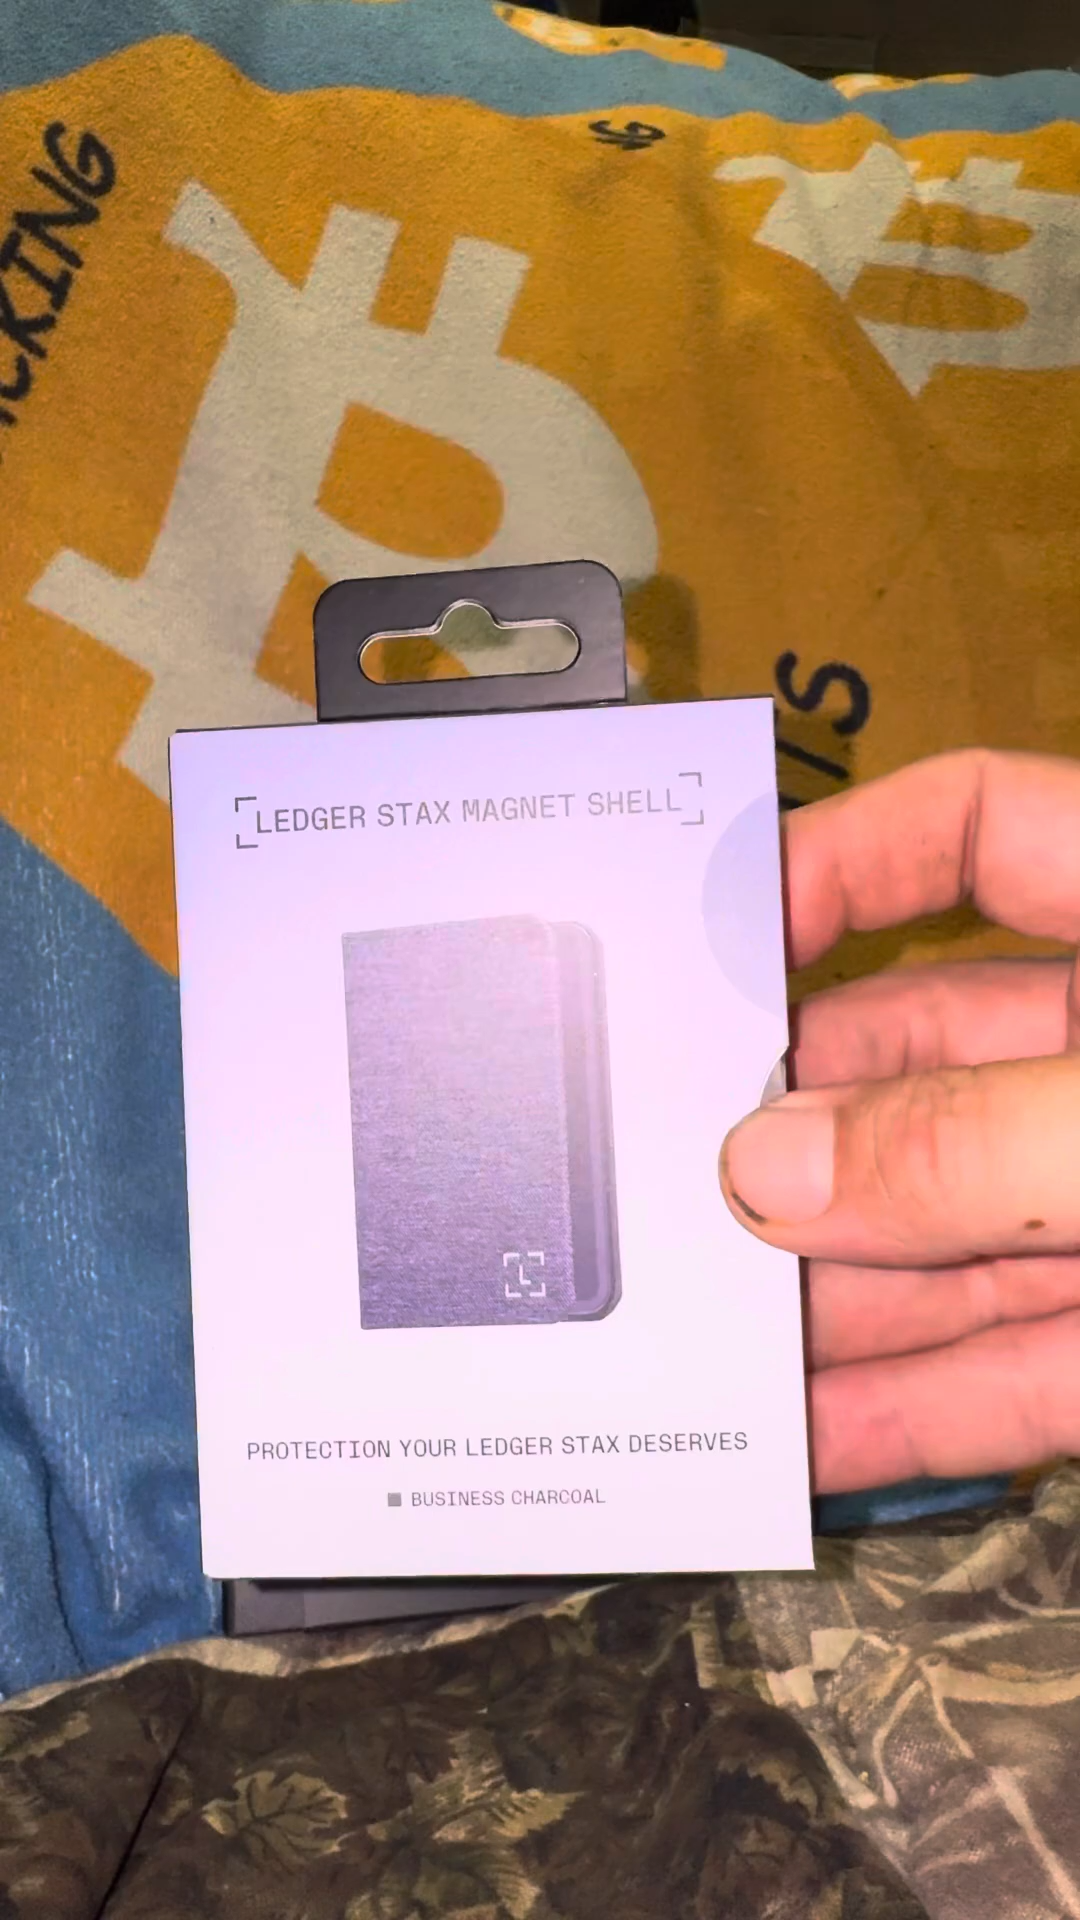 LEDGER STAX MAGNET SHELL
PROTECTION YOUR LEDGER STAX DESERVES
BUSINESS CHARCOAL